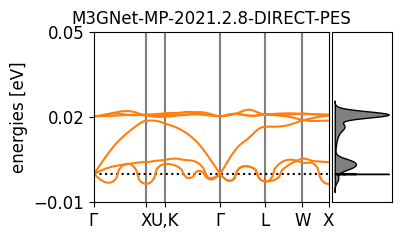 M3GNet-MP-2021.2.8-DIRECT-PES
energies [eV]
0.05
0.02
−0.01
Γ XU,K Γ L W X